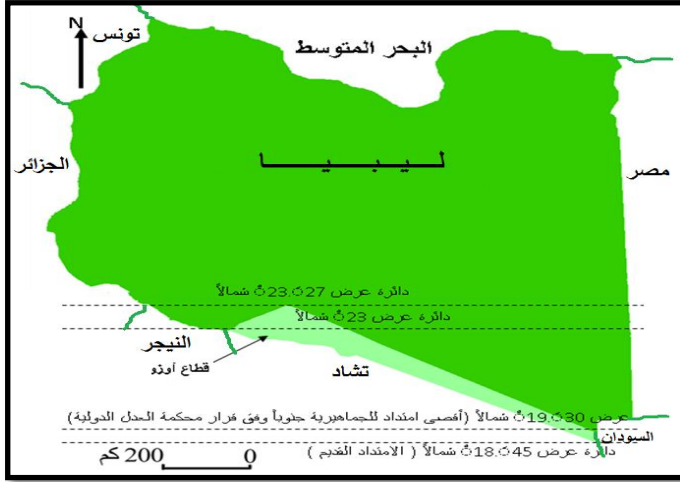 N
تونس
البحر المتوسط
الجزائر
لـــيـــبـــيـــــا
مصر
دائرة عرض 27َ.23ْ شمالاً
دائرة عرض 23ْ شمالاً
النيجر
قطاع أوزو
تشاد
عرض 30َ.19ْ شمالاً (أقصى امتداد للجماهيرية جنوباً وفق قرار محكمة العدل الدولية)
السودان
دائرة عرض 45َ.18ْ شمالاً ( الامتداد القديم )
200 كم 0